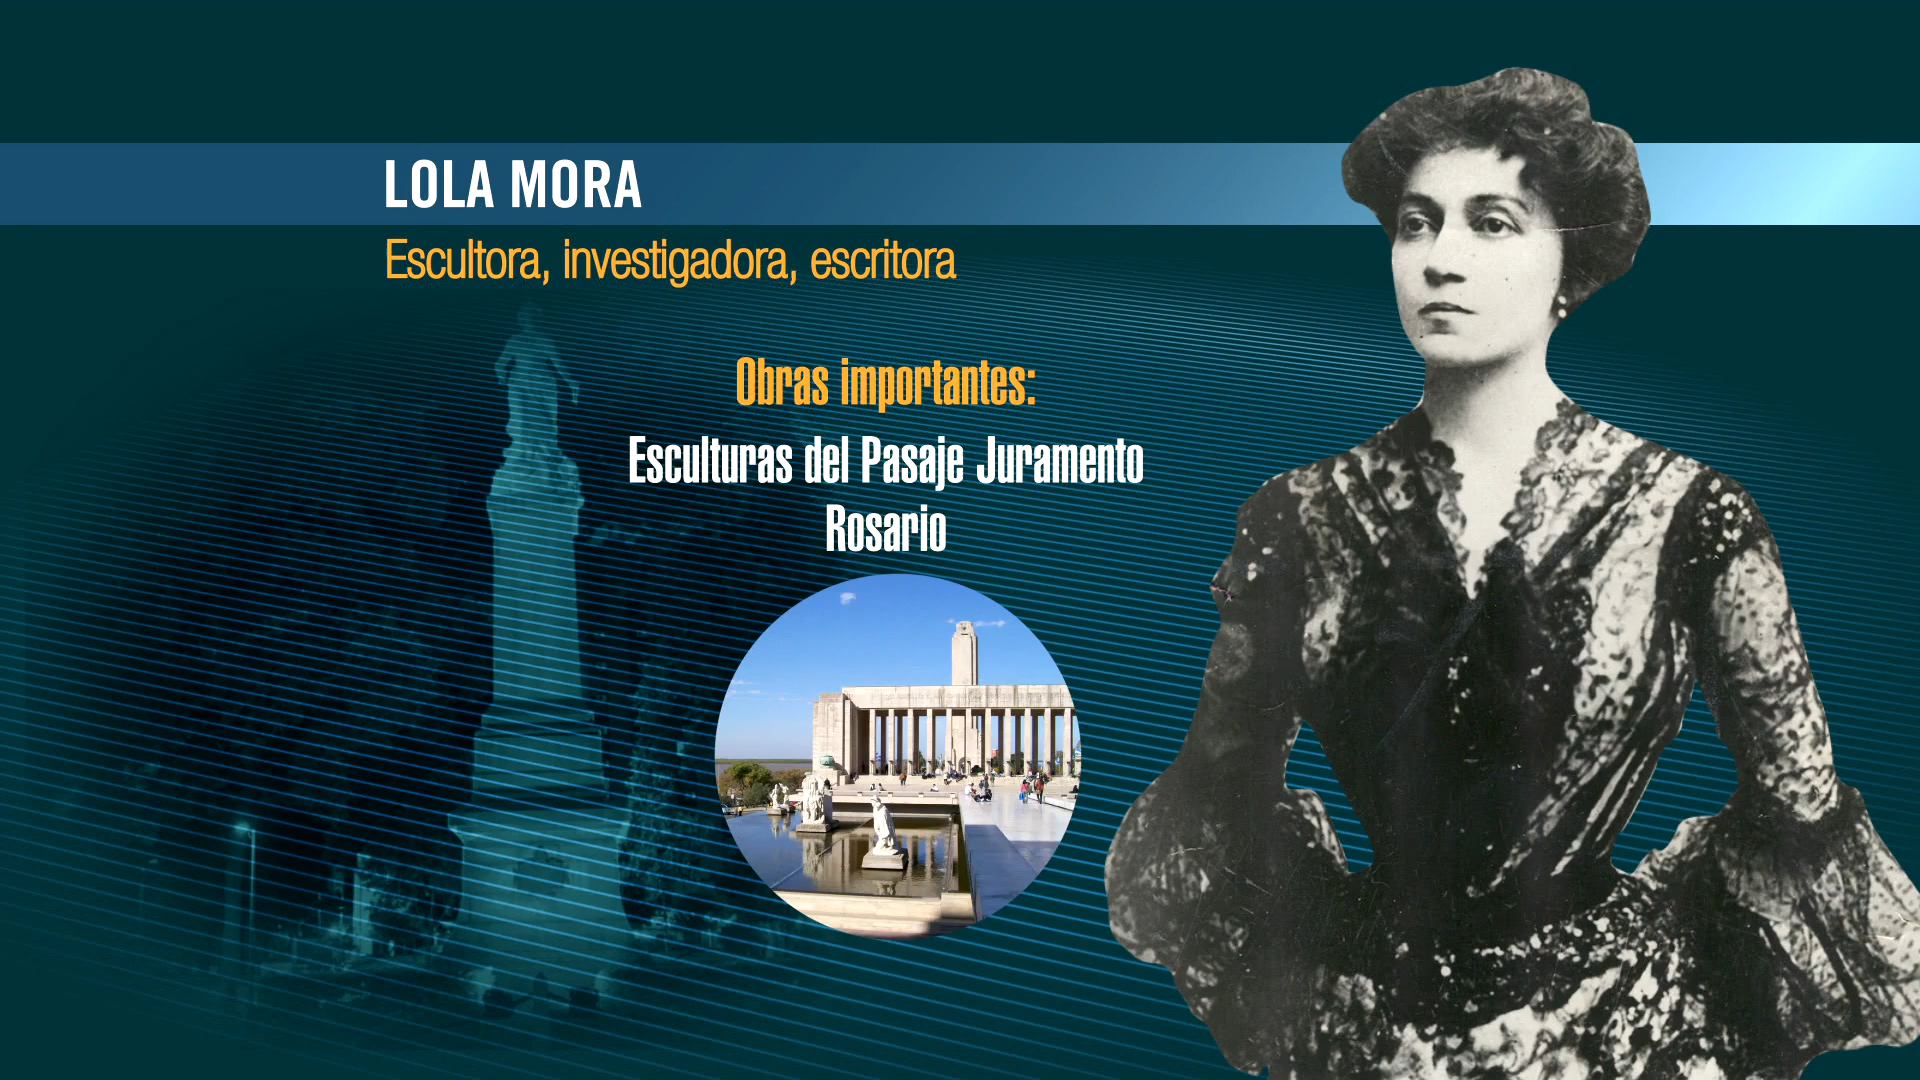 LOLA MORA
Escultora, investigadora, escritora
Obras importantes:
Esculturas del Pasaje Juramento
Rosario